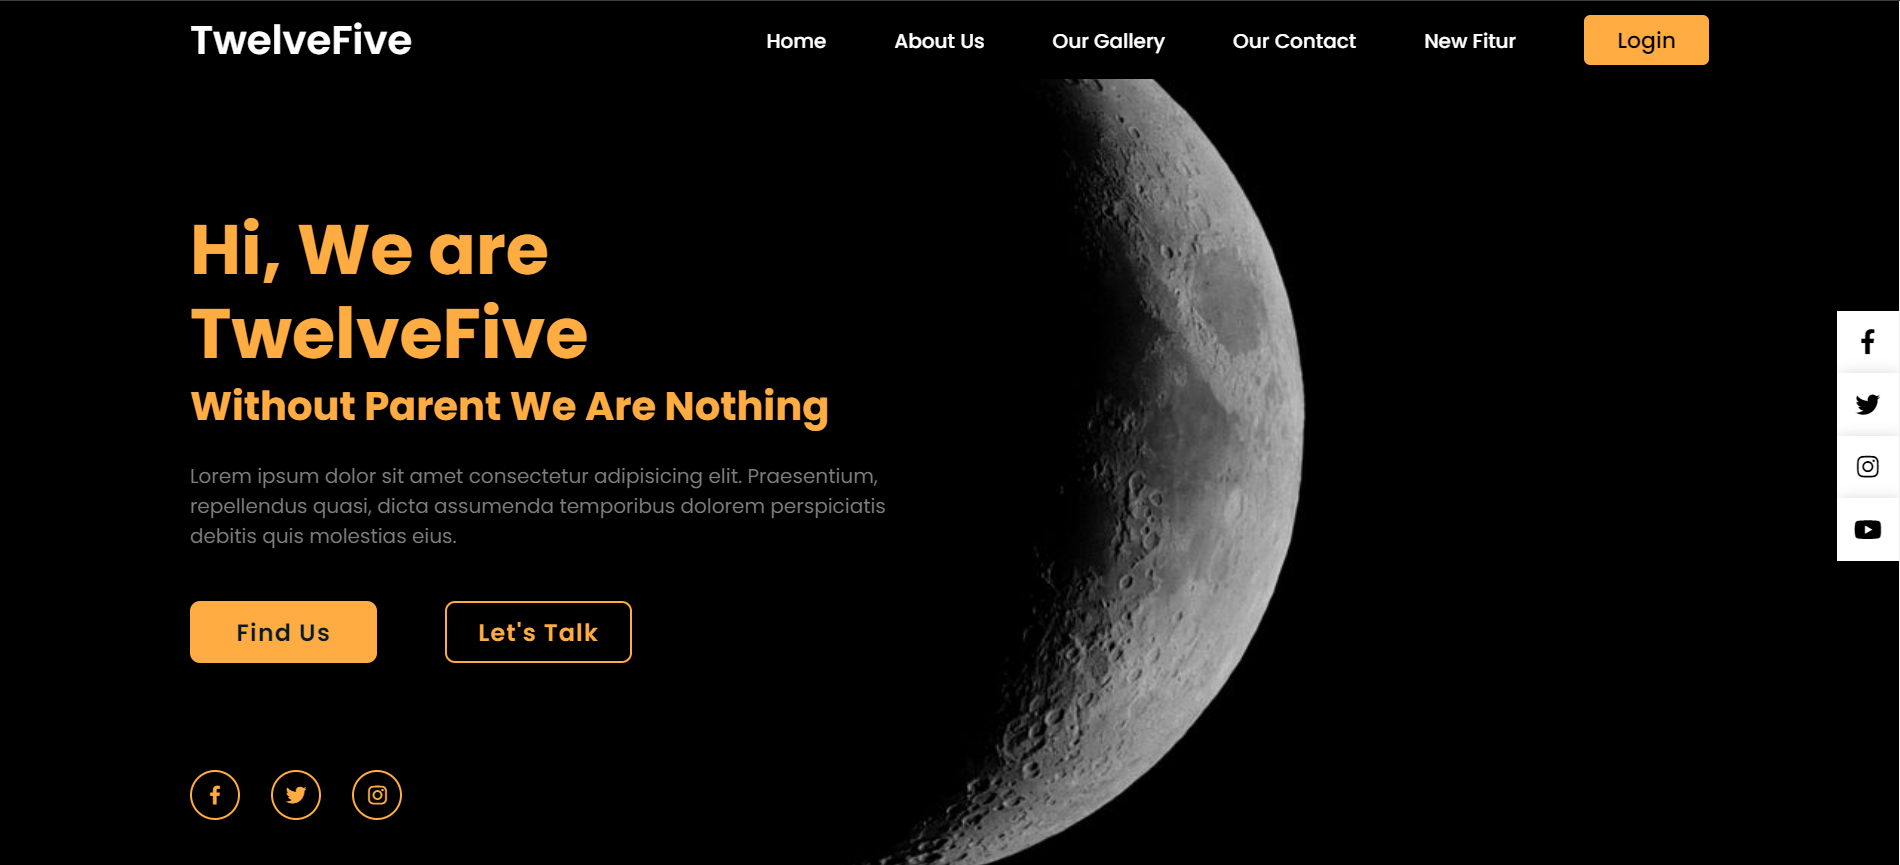 TwelveFive
Home
About Us
Our Gallery
Our Contact
New Fitur
Login
Hi, We are
TwelveFive
Without Parent We Are Nothing
Lorem ipsum dolor sit amet consectetur adipisicing elit. Praesentium,
repellendus quasi, dicta assumenda temporibus dolorem perspiciatis
debitis quis molestias eius.
Find Us
Let's Talk